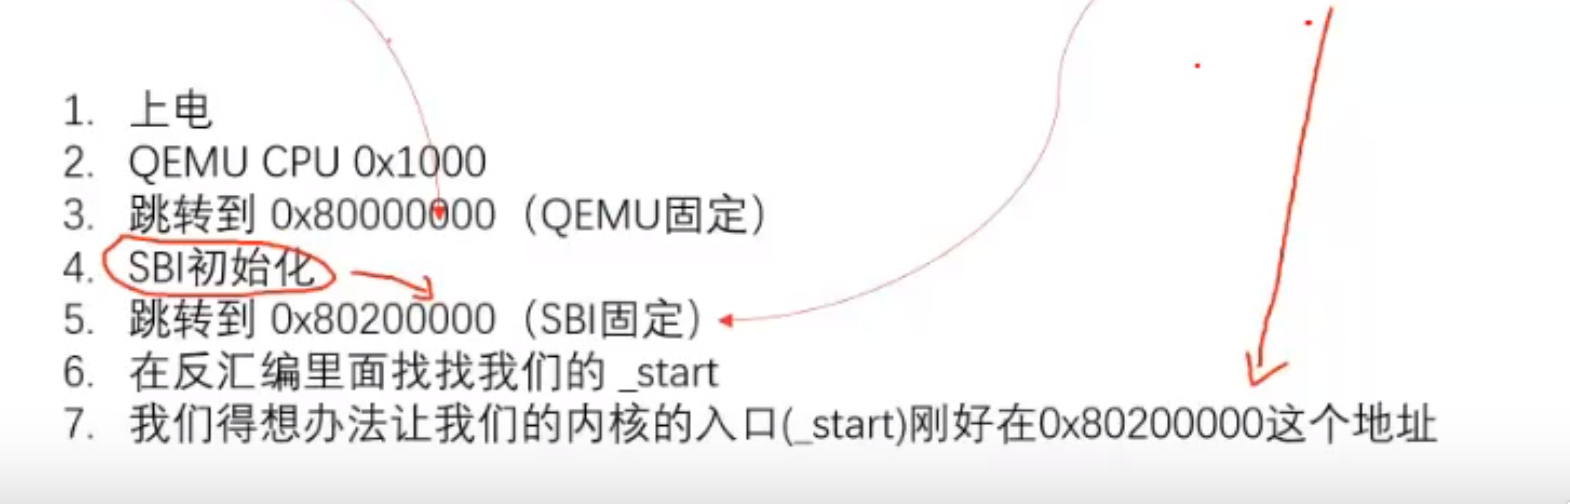 1. 上电
2. QEMU CPU 0x1000
3. 跳转到 0x80000000（QEMU固定）
4. SBI初始化
5. 跳转到 0x80200000（SBI固定）
6. 在反汇编里面找找我们的 _start
7. 我们得想办法让我们的内核的入口(_start)刚好在0x80200000这个地址